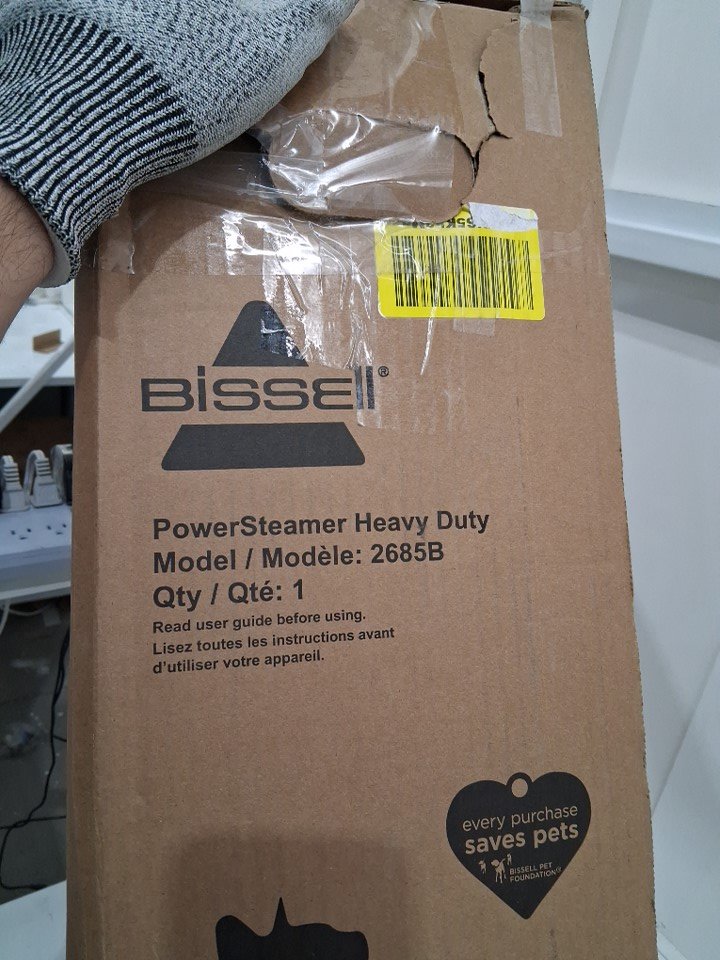 BISSELL®
PowerSteamer Heavy Duty
Model / Modèle: 2685B
Qty / Qté: 1
Read user guide before using.
Lisez toutes les instructions avant
d'utiliser votre appareil.
every purchase
saves pets
BISSELL PET
FOUNDATION®